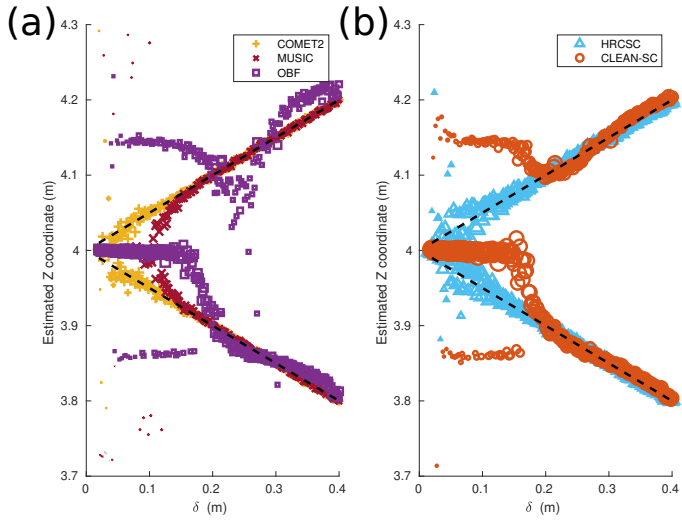 (a)
4.3
4.2
4.1
4
3.9
3.8
3.7
Estimated Z coordinate (m)
0
0.1
0.2
0.3
0.4
δ (m)
COMET2
MUSIC
OBF
(b)
4.3
4.2
4.1
4
3.9
3.8
3.7
Estimated Z coordinate (m)
0
0.1
0.2
0.3
0.4
δ (m)
HRCSC
CLEAN-SC